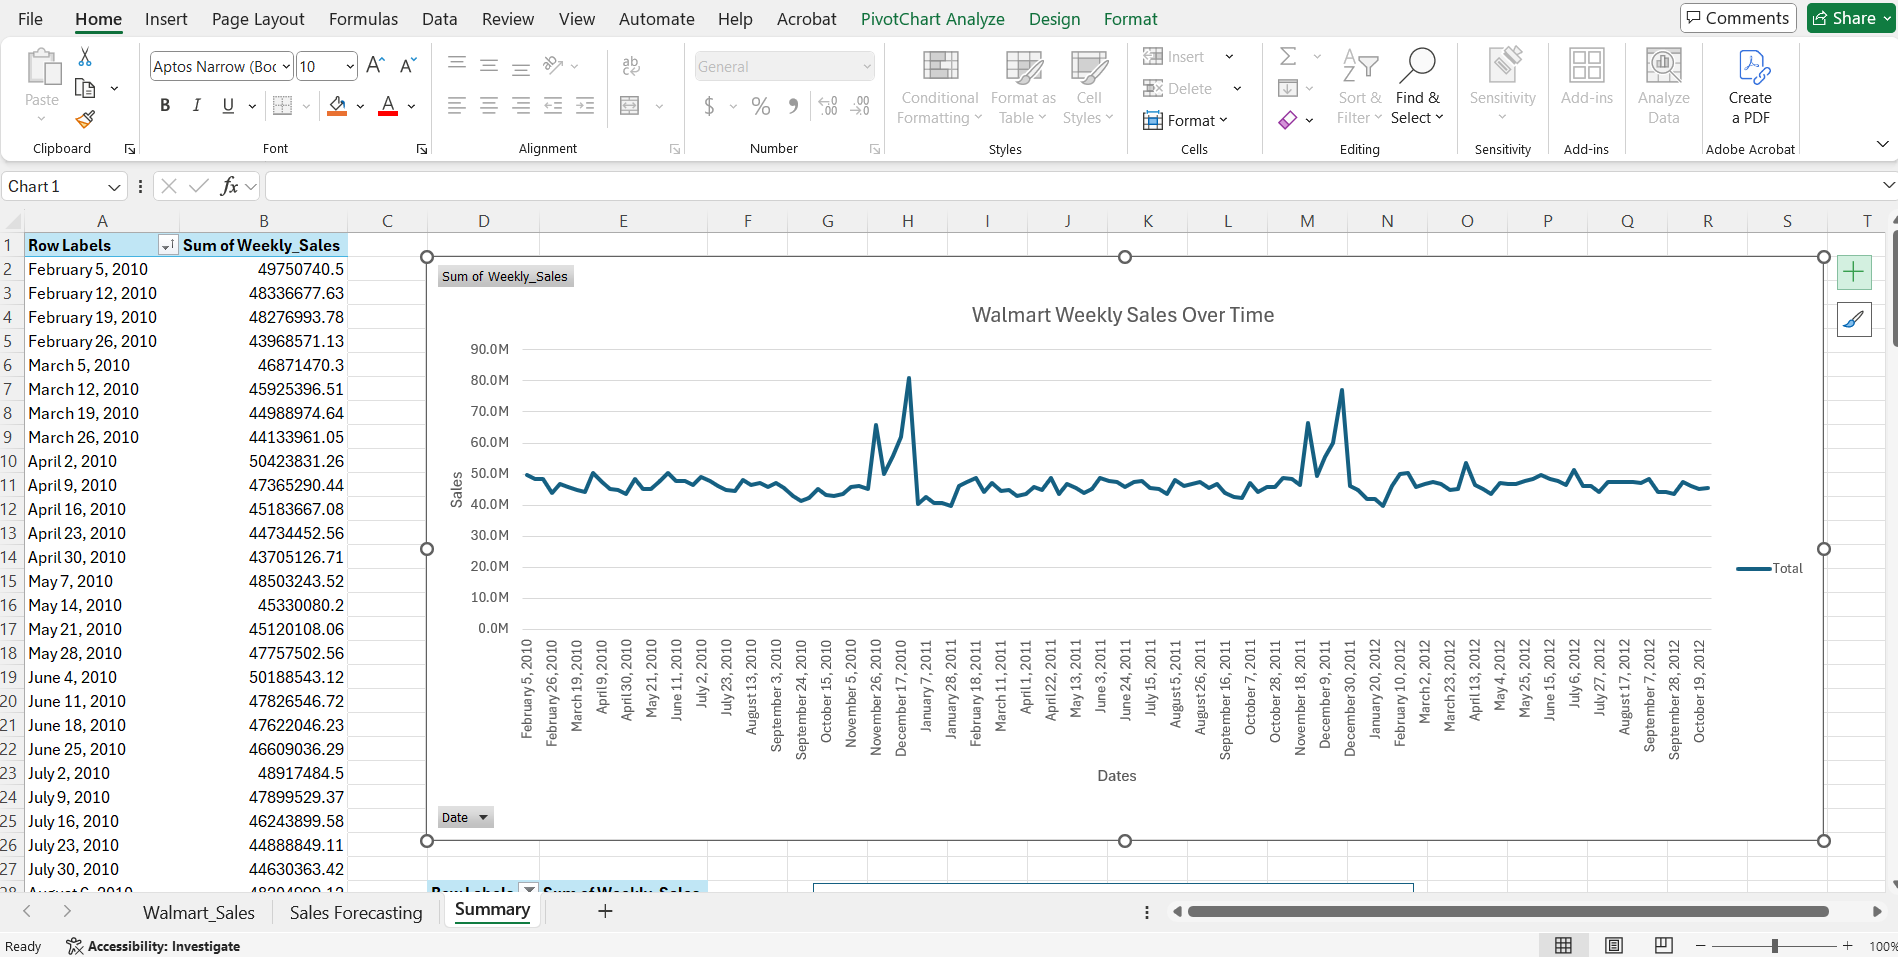 File Home Insert Page Layout Formulas Data Review View Automate Help Acrobat PivotChart Analyze Design Format Comments Share
Paste
Clipboard
Aptos Narrow (Boc 10
B I U A
Font
ab
Alignment
General
$ % 9 .00
Number
Conditional Formatting
Format as Table
Cell Styles
Styles
Insert
Delete
Format
Cells
Sort & Filter
Find & Select
Editing
Sensitivity
Sensitivity
Add-ins
Add-ins
Analyze Data
Create a PDF
Adobe Acrobat
Chart 1 fx
A B C D E F G H I J K L M N O P Q R S T
1 Row Labels Sum of Weekly_Sales
2 February 5, 2010 49750740.5
3 February 12, 2010 48336677.63
4 February 19, 2010 48276993.78
5 February 26, 2010 43968571.13
6 March 5, 2010 46871470.3
7 March 12, 2010 45925396.51
8 March 19, 2010 44988974.64
9 March 26, 2010 44133961.05
10 April 2, 2010 50423831.26
11 April 9, 2010 47365290.44
12 April 16, 2010 45183667.08
13 April 23, 2010 44734452.56
14 April 30, 2010 43705126.71
15 May 7, 2010 48503243.52
16 May 14, 2010 45330080.2
17 May 21, 2010 45120108.06
18 May 28, 2010 47757502.56
19 June 4, 2010 50188543.12
20 June 11, 2010 47826546.72
21 June 18, 2010 47622046.23
22 June 25, 2010 46609036.29
23 July 2, 2010 48917484.5
24 July 9, 2010 47899529.37
25 July 16, 2010 46243899.58
26 July 23, 2010 44888849.11
27 July 30, 2010 44630363.42
Sum of Weekly_Sales
Walmart Weekly Sales Over Time
Sales
90.0M
80.0M
70.0M
60.0M
50.0M
40.0M
30.0M
20.0M
10.0M
0.0M
Total
February 5, 2010
February 26, 2010
March 19, 2010
April 9, 2010
April 30, 2010
May 21, 2010
June 11, 2010
July 2, 2010
July 23, 2010
August 13, 2010
September 3, 2010
September 24, 2010
October 15, 2010
November 5, 2010
November 26, 2010
December 17, 2010
January 7, 2011
January 28, 2011
February 18, 2011
March 11, 2011
April 1, 2011
April 22, 2011
May 13, 2011
June 3, 2011
June 24, 2011
July 15, 2011
August 5, 2011
August 26, 2011
September 16, 2011
October 7, 2011
October 28, 2011
November 18, 2011
December 9, 2011
December 30, 2011
January 20, 2012
February 10, 2012
March 2, 2012
March 23, 2012
April 13, 2012
May 4, 2012
May 25, 2012
June 15, 2012
July 6, 2012
July 27, 2012
August 17, 2012
September 7, 2012
September 28, 2012
October 19, 2012
Dates
Date
Row Labels Sum of Weekly_Sales
Walmart_Sales Sales Forecasting Summary
Ready Accessibility: Investigate 100%